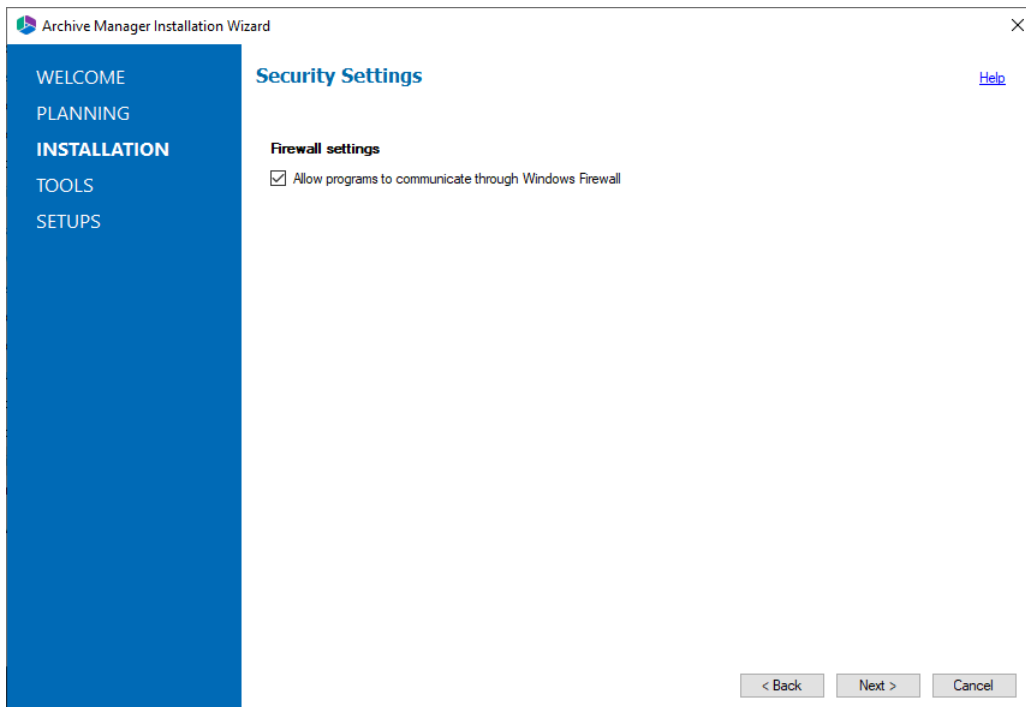 Archive Manager Installation Wizard
WELCOME
PLANNING
INSTALLATION
TOOLS
SETUPS
Security Settings
Help
Firewall settings
Allow programs to communicate through Windows Firewall
< Back
Next >
Cancel